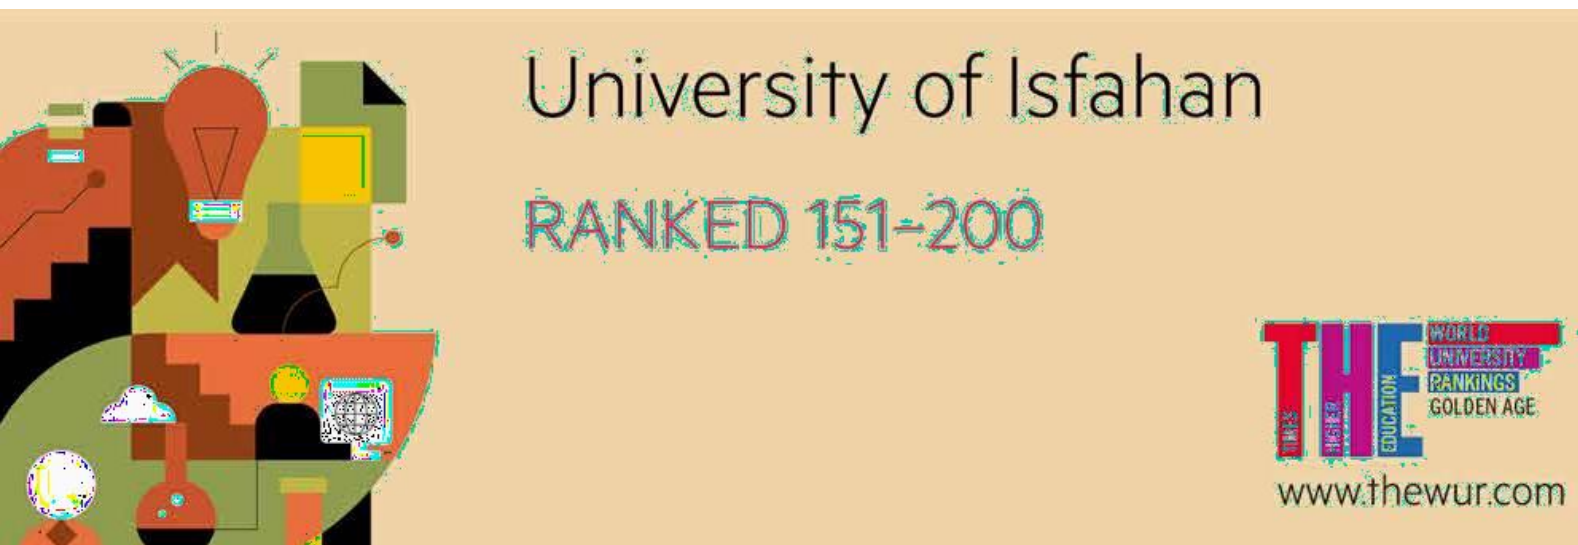 University of Isfahan
RANKED 151–200
THE
TIMES
HIGHER
EDUCATION
WORLD
UNIVERSITY
RANKINGS
GOLDEN AGE
www.thewur.com